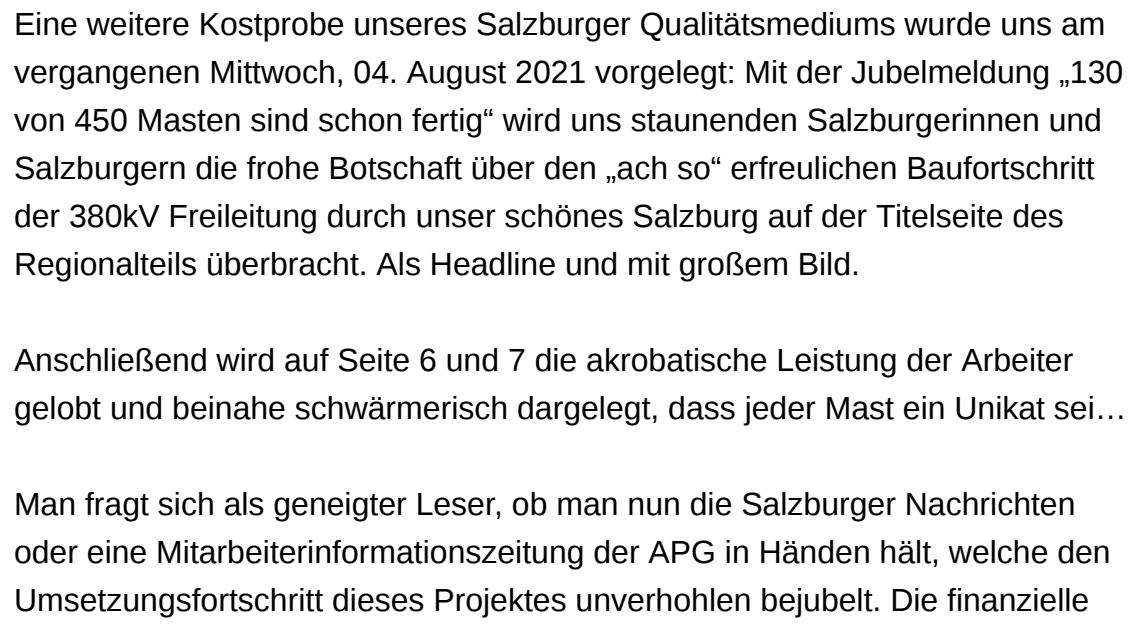 Eine weitere Kostprobe unseres Salzburger Qualitätsmediums wurde uns am
vergangenen Mittwoch, 04. August 2021 vorgelegt: Mit der Jubelmeldung „130
von 450 Masten sind schon fertig“ wird uns staunenden Salzburgerinnen und
Salzburgern die frohe Botschaft über den „ach so“ erfreulichen Baufortschritt
der 380kV Freileitung durch unser schönes Salzburg auf der Titelseite des
Regionalteils überbracht. Als Headline und mit großem Bild.
Anschließend wird auf Seite 6 und 7 die akrobatische Leistung der Arbeiter
gelobt und beinahe schwärmerisch dargelegt, dass jeder Mast ein Unikat sei…
Man fragt sich als geneigter Leser, ob man nun die Salzburger Nachrichten
oder eine Mitarbeiterinformationszeitung der APG in Händen hält, welche den
Umsetzungsfortschritt dieses Projektes unverhohlen bejubelt. Die finanzielle